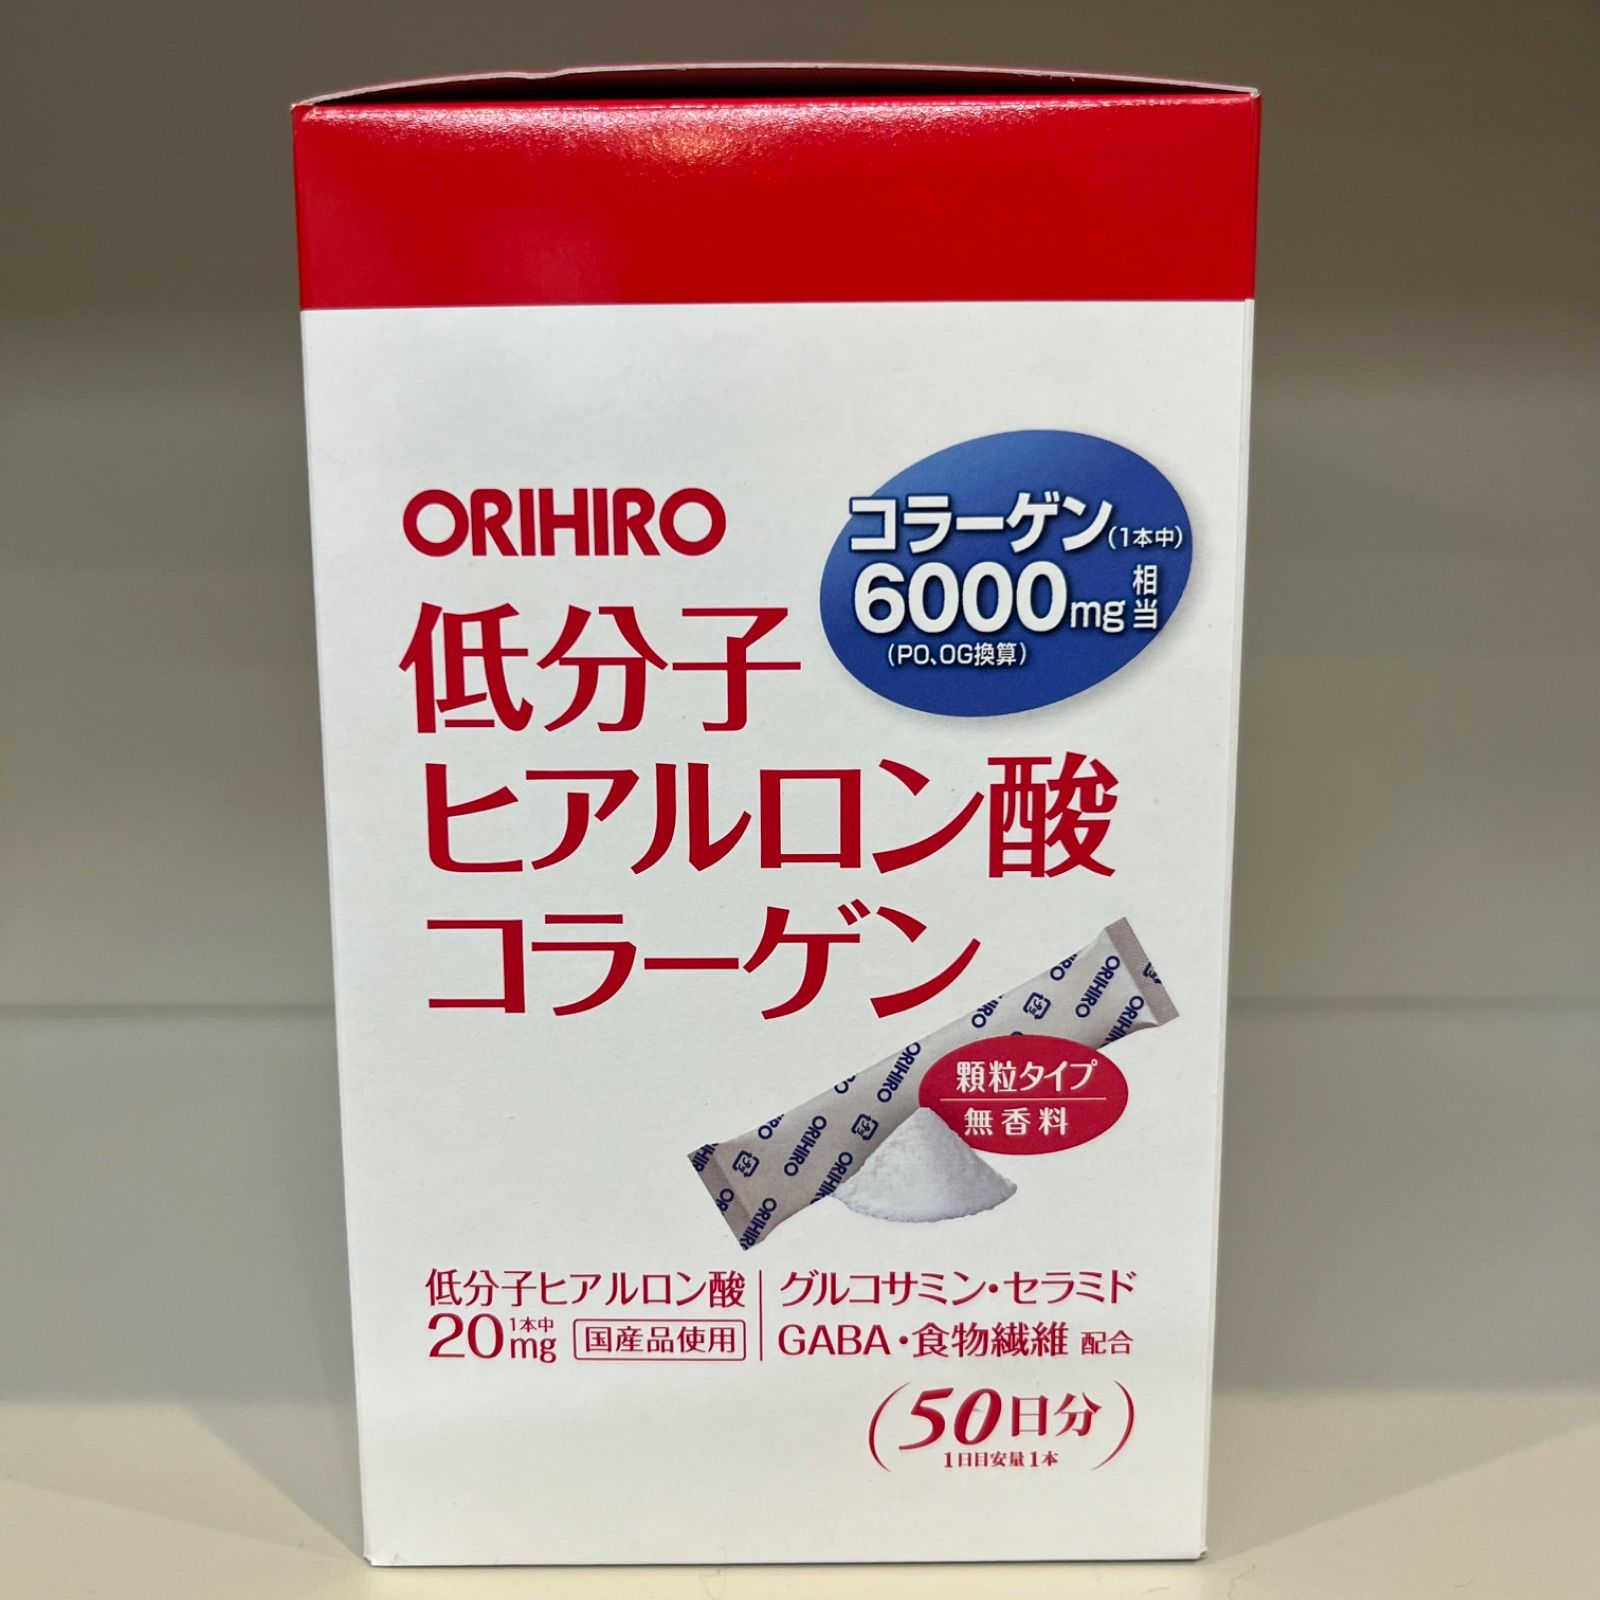 ORIHIRO
コラーゲン(1本中)
6000mg相当
(PO、OG換算)
低分子
ヒアルロン酸
コラーゲン
顆粒タイプ
無香料
低分子ヒアルロン酸
20mg 1本中 国産品使用
グルコサミン・セラミド
GABA・食物繊維 配合
(50日分)
1日目安量1本